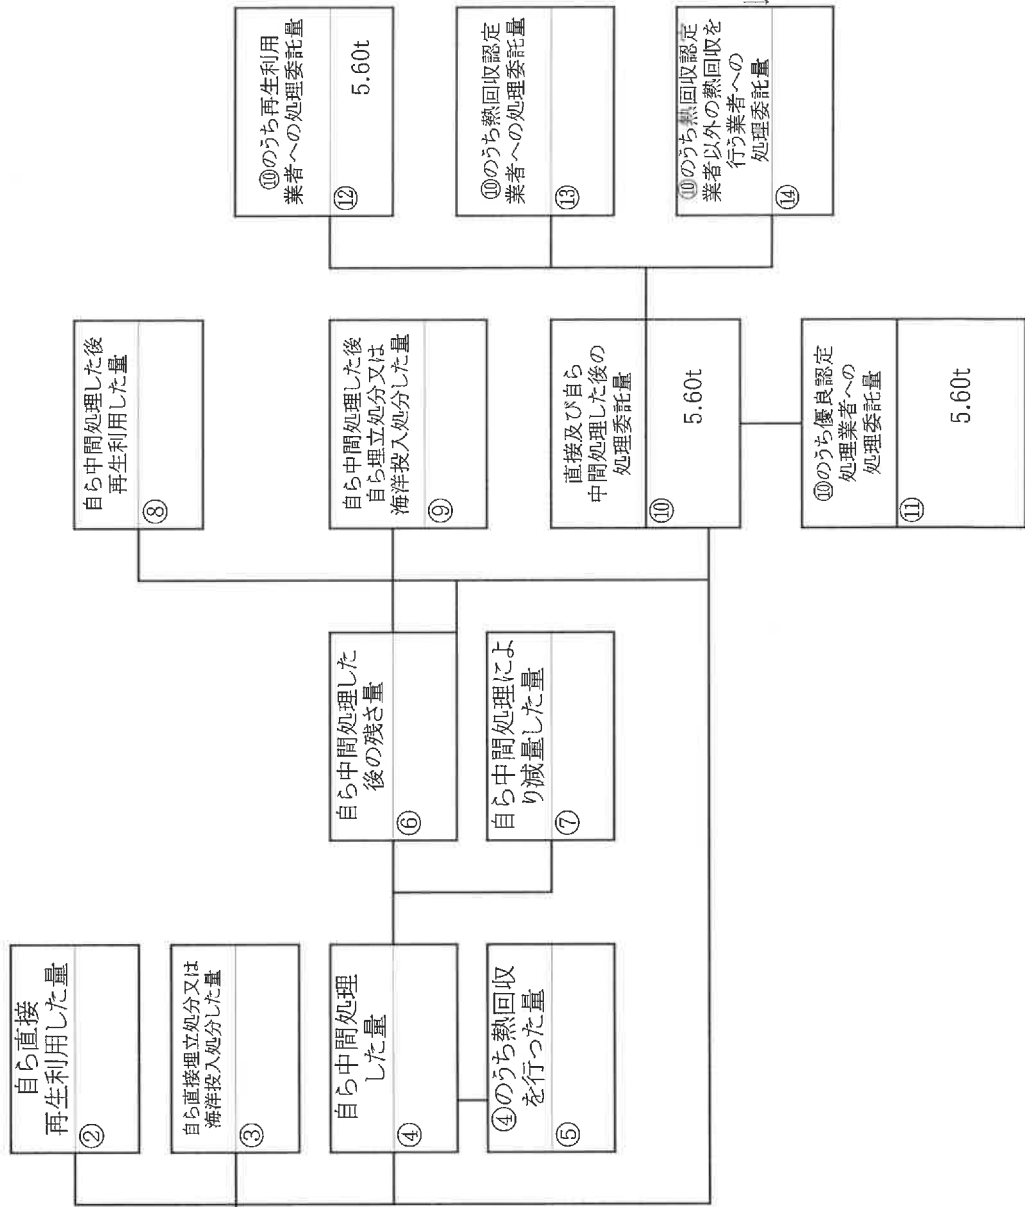 自ら直接
再生利用した量
②
自ら直接埋立処分又は
海洋投入処分した量
③
自ら中間処理
した量
④
④のうち熱回収
を行った量
⑤
自ら中間処理した
後の残さ量
⑥
自ら中間処理によ
り減量した量
⑦
自ら中間処理した後
再生利用した量
⑧
自ら中間処理した後
自ら埋立処分又は
海洋投入処分した量
⑨
直接及び自ら
中間処理した後の
処理委託量
⑩
5.60t
⑩のうち優良認定
処理業者への
処理委託量
⑪
5.60t
⑩のうち再生利用
業者への処理委託量
⑫
5.60t
⑩のうち熱回収認定
業者への処理委託量
⑬
⑩のうち熱回収認定
業者以外の熱回収を
行う業者への
処理委託量
⑭